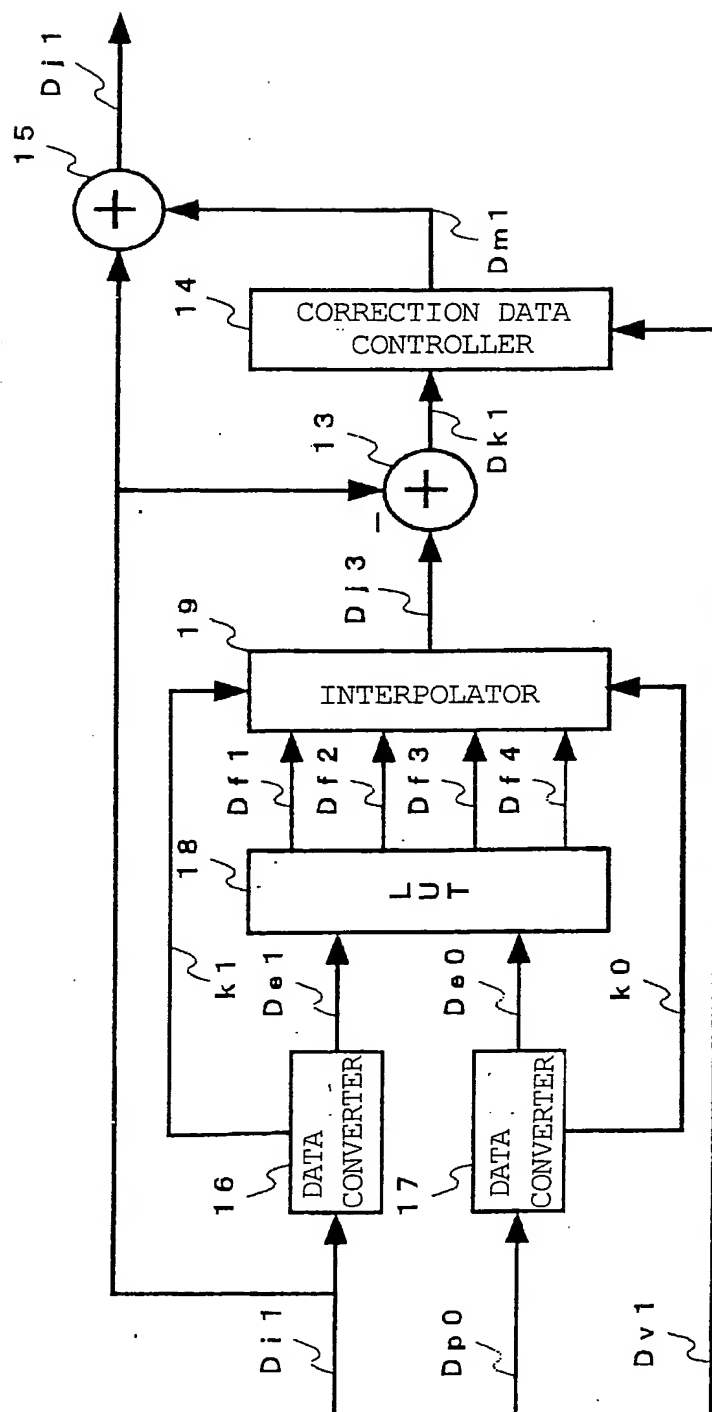 Di1
Dp0
Dv1
16
DATA
CONVERTER
17
DATA
CONVERTER
k1
De1
De0
k0
18
LUT
Df1
Df2
Df3
Df4
19
INTERPOLATOR
Dj3
13
+
-
Dk1
14
CORRECTION DATA
CONTROLLER
Dm1
15
+
Dj1